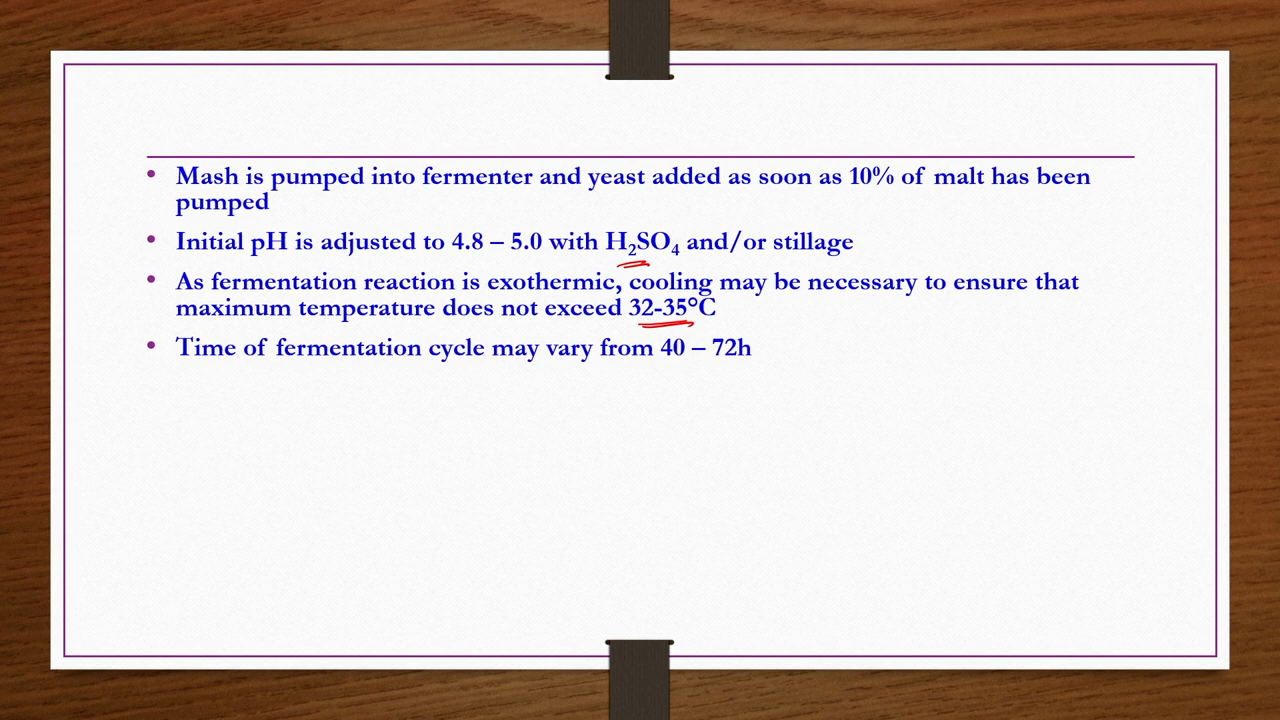 • Mash is pumped into fermenter and yeast added as soon as 10% of malt has been
pumped
• Initial pH is adjusted to 4.8 – 5.0 with H₂SO₄ and/or stillage
• As fermentation reaction is exothermic, cooling may be necessary to ensure that
maximum temperature does not exceed 32-35°C
• Time of fermentation cycle may vary from 40 – 72h